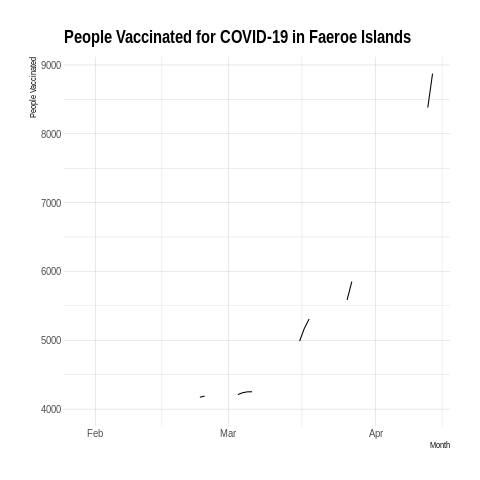 People Vaccinated for COVID-19 in Faeroe Islands
People Vaccinated
9000
8000
7000
6000
5000
4000
Feb
Mar
Apr
Month